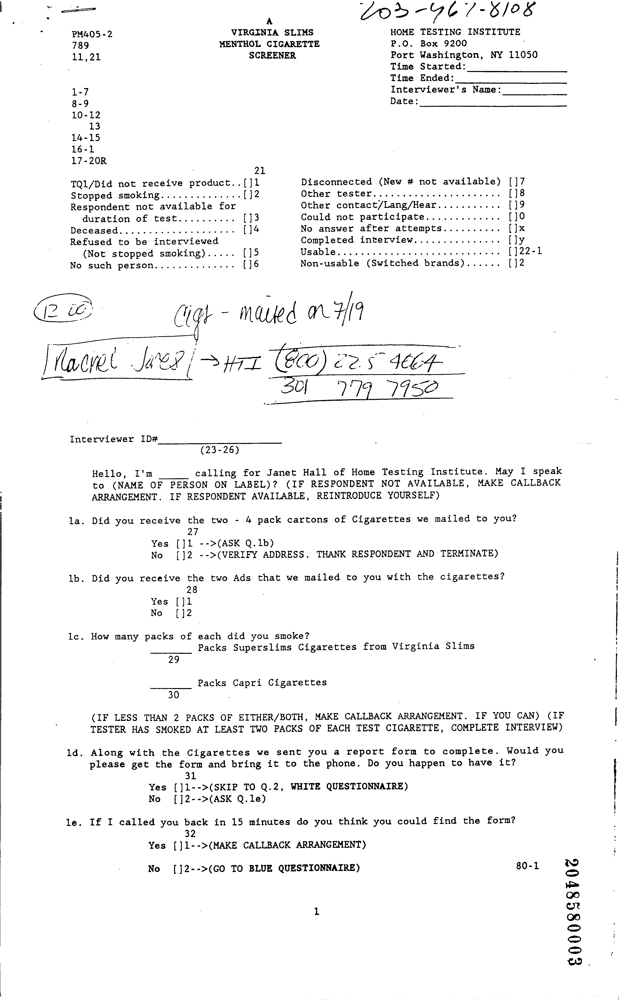 203-967-8108
A
PM405-2 VIRGINIA SLIMS HOME TESTING INSTITUTE
789 MENTHOL CIGARETTE P.O. Box 9200
11,21 SCREENER Port Washington, NY 11050
Time Started:
Time Ended:
Interviewer's Name:
Date:
1-7
8-9
10-12
13
14-15
16-1
17-20R
21
TQ1/Did not receive product..[]1 Disconnected (New # not available) []7
Stopped smoking..............[]2 Other tester...................... []8
Respondent not available for Other contact/Lang/Hear........... []9
duration of test.......... []3 Could not participate............. []0
Deceased.................... []4 No answer after attempts.......... []x
Refused to be interviewed Completed interview............... []y
(Not stopped smoking)..... []5 Usable............................ []22-1
No such person.............. []6 Non-usable (Switched brands)...... []2
12
Cigs - mailed on 7/19
Rachel Jones → HTI (800) 225 4664
301 779 7950
Interviewer ID#
(23-26)
Hello, I'm _____ calling for Janet Hall of Home Testing Institute. May I speak
to (NAME OF PERSON ON LABEL)? (IF RESPONDENT NOT AVAILABLE, MAKE CALLBACK
ARRANGEMENT. IF RESPONDENT AVAILABLE, REINTRODUCE YOURSELF)
1a. Did you receive the two - 4 pack cartons of Cigarettes we mailed to you?
27
Yes []1 -->(ASK Q.1b)
No []2 -->(VERIFY ADDRESS. THANK RESPONDENT AND TERMINATE)
1b. Did you receive the two Ads that we mailed to you with the cigarettes?
28
Yes []1
No []2
1c. How many packs of each did you smoke?
______ Packs Superslims Cigarettes from Virginia Slims
29
______ Packs Capri Cigarettes
30
(IF LESS THAN 2 PACKS OF EITHER/BOTH, MAKE CALLBACK ARRANGEMENT. IF YOU CAN) (IF
TESTER HAS SMOKED AT LEAST TWO PACKS OF EACH TEST CIGARETTE, COMPLETE INTERVIEW)
1d. Along with the Cigarettes we sent you a report form to complete. Would you
please get the form and bring it to the phone. Do you happen to have it?
31
Yes []1-->(SKIP TO Q.2, WHITE QUESTIONNAIRE)
No []2-->(ASK Q.1e)
1e. If I called you back in 15 minutes do you think you could find the form?
32
Yes []1-->(MAKE CALLBACK ARRANGEMENT)
No []2-->(GO TO BLUE QUESTIONNAIRE) 80-1
1
2048580003